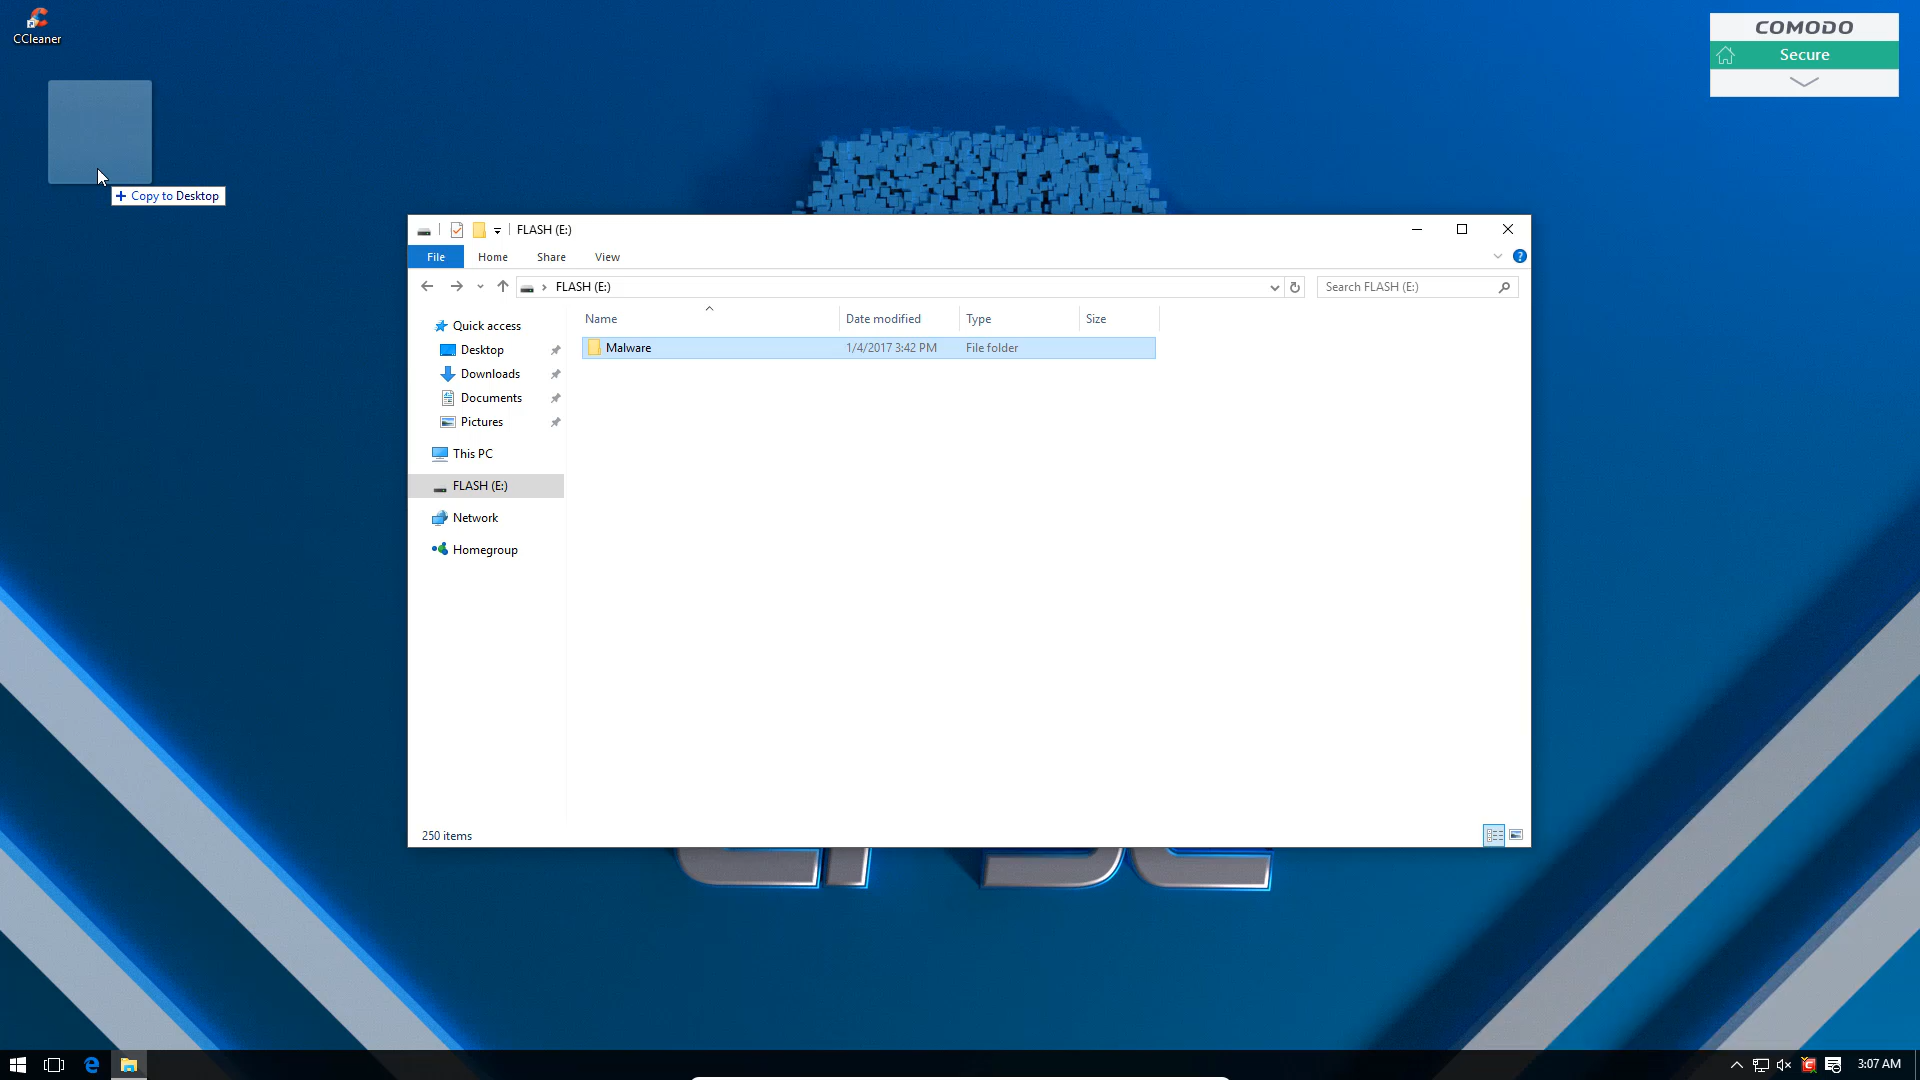 CCleaner
COMODO
Secure
Copy to Desktop
FLASH (E:)
File
Home
Share
View
FLASH (E:)
Search FLASH (E:)
Name
Date modified
Type
Size
Malware
1/4/2017 3:42 PM
File folder
Quick access
Desktop
Downloads
Documents
Pictures
This PC
FLASH (E:)
Network
Homegroup
250 items
3:07 AM